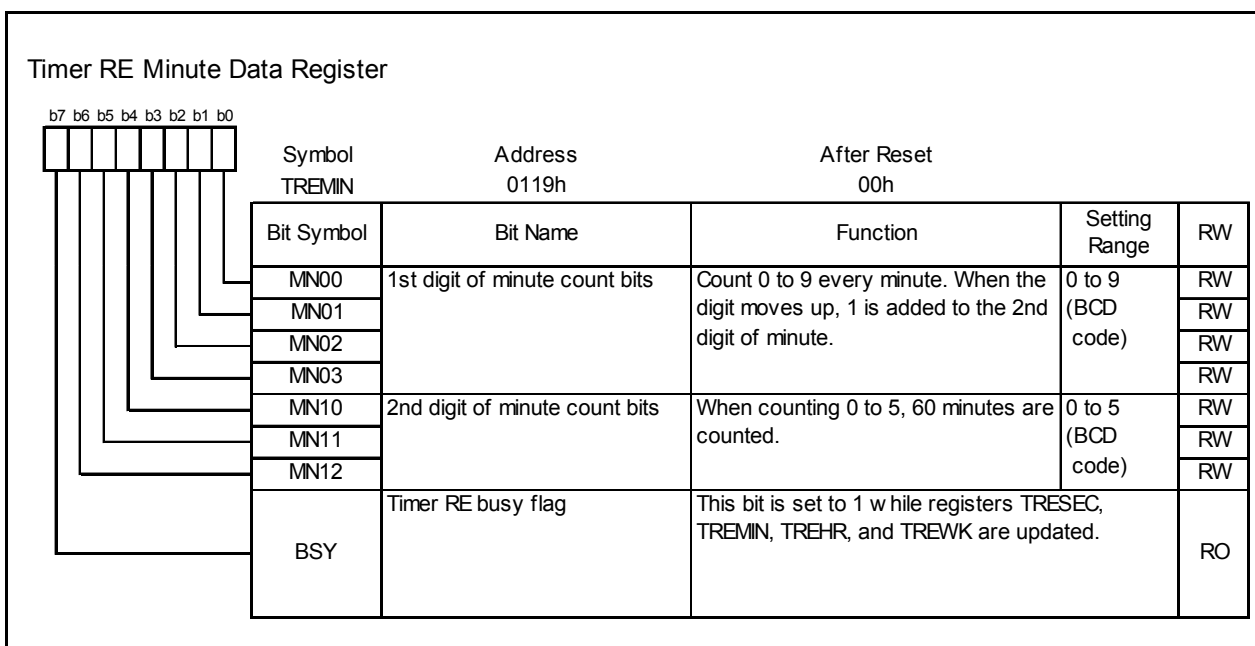 Timer RE Minute Data Register
b7 b6 b5 b4 b3 b2 b1 b0
Symbol Address After Reset
TREMIN 0119h 00h
Bit Symbol Bit Name Function Setting Range RW
MN00 1st digit of minute count bits Count 0 to 9 every minute. When the 0 to 9 RW
MN01 digit moves up, 1 is added to the 2nd (BCD RW
MN02 digit of minute. code) RW
MN03 RW
MN10 2nd digit of minute count bits When counting 0 to 5, 60 minutes are 0 to 5 RW
MN11 counted. (BCD RW
MN12 code) RW
Timer RE busy flag This bit is set to 1 while registers TRESEC,
TREMIN, TREHR, and TREWK are updated.
BSY RO